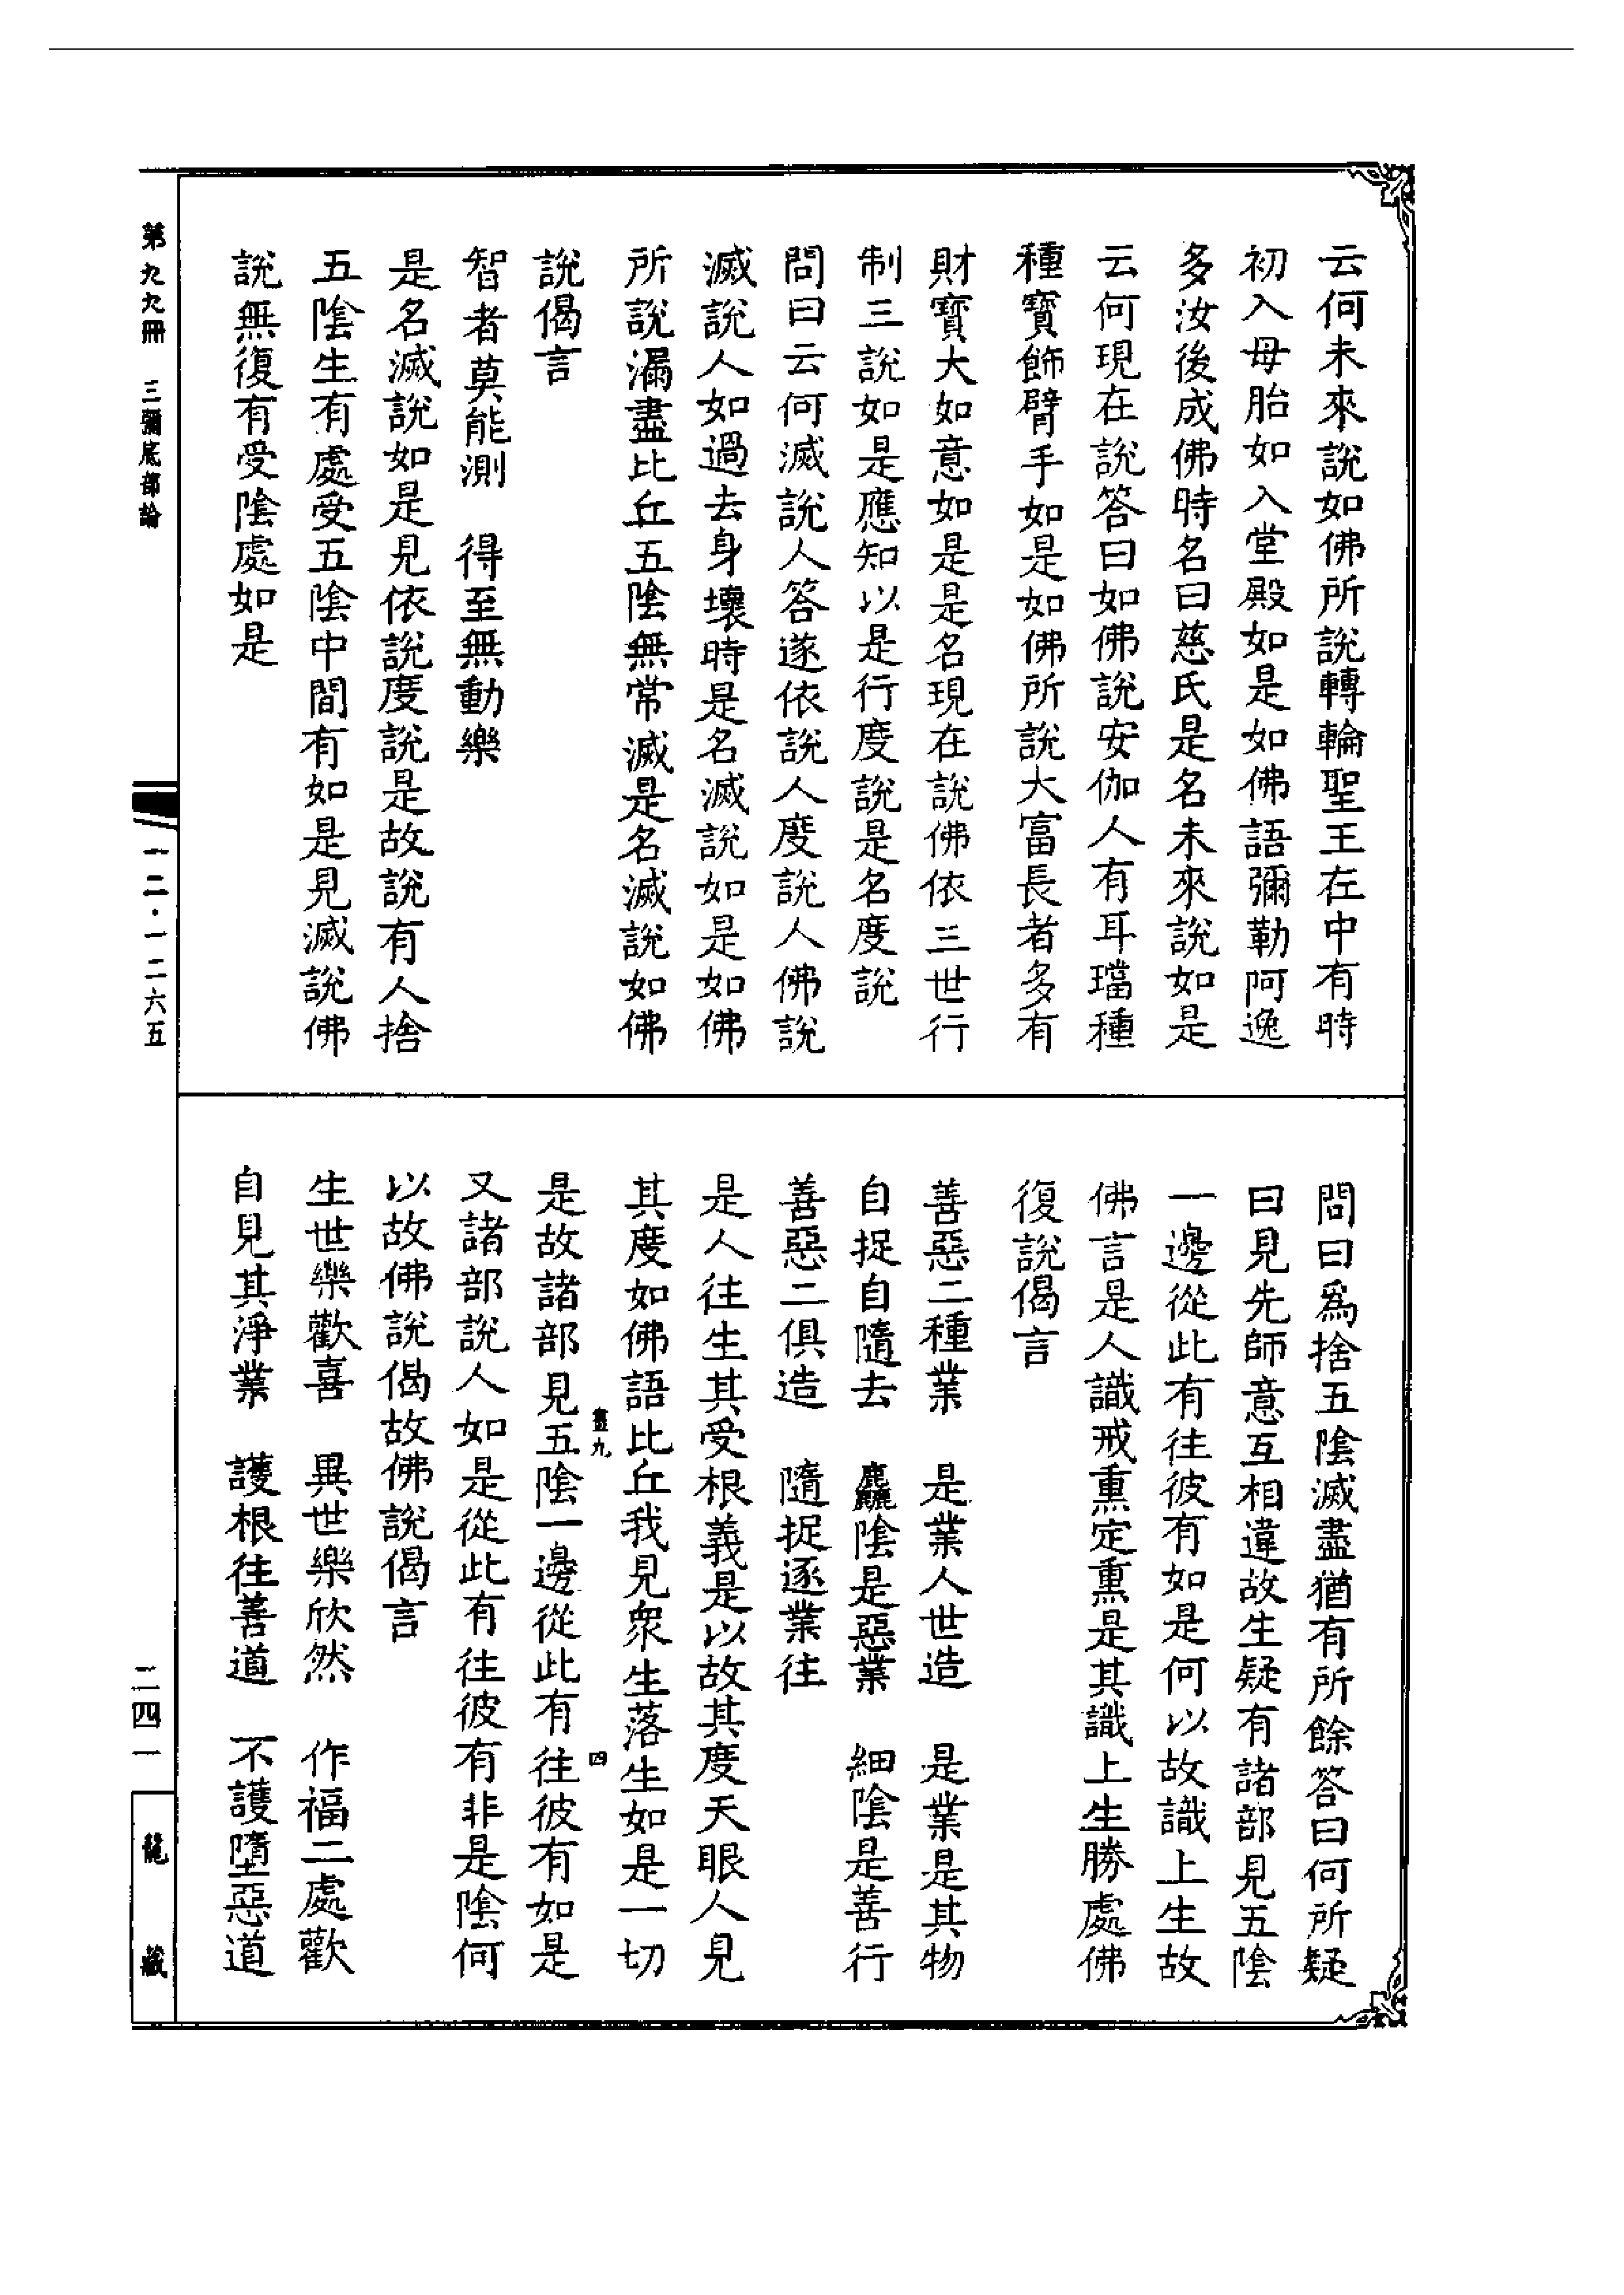 云何未來說如佛所說轉輪聖王在中有時
初入母胎如入堂殿如是如佛語彌勒阿逸
多汝後成佛時名曰慈氏是名未來說如是
云何現在說答曰如佛說安伽人有耳璫種
種寶飾臂手如是如佛所說大富長者多有
財寶大如意如是是名現在說佛依三世行
制三說如是應知以是行度說是名度說
問曰云何滅說人答遂依說人度說人佛說
滅說人如過去身壞時是名滅說如是如佛
所說漏盡比丘五陰無常滅是名滅說如佛
說偈言
智者莫能測　得至無動樂
是名滅說如是見依說度說是故說有人捨
五陰生有處受五陰中間有如是見滅說佛
說無復有受陰處如是
問曰為捨五陰滅盡猶有所餘答曰何所疑
曰見先師意互相違故生疑有諸部見五陰
一邊從此有往彼有如是何以故識上生故
佛言是人識戒熏定熏是其識上生勝處佛
復說偈言
善惡二種業　是業人世造　是業是其物
自捉自隨去　麤陰是惡業　細陰是善行
善惡二俱造　隨捉逐業往
是人往生其受根義是以故其度天眼人見
其度如佛語比丘我見眾生落生如是一切
是故諸部見五陰一邊從此有往彼有如是
畫九　四
又諸部說人如是從此有往彼有非是陰何
以故佛說偈故佛說偈言
生世樂歡喜　異世樂欣然　作福二處歡
自見其淨業　護根往善道　不護墮惡道
第九九冊　三彌底部論
一二·一二六五
二四一
龍藏